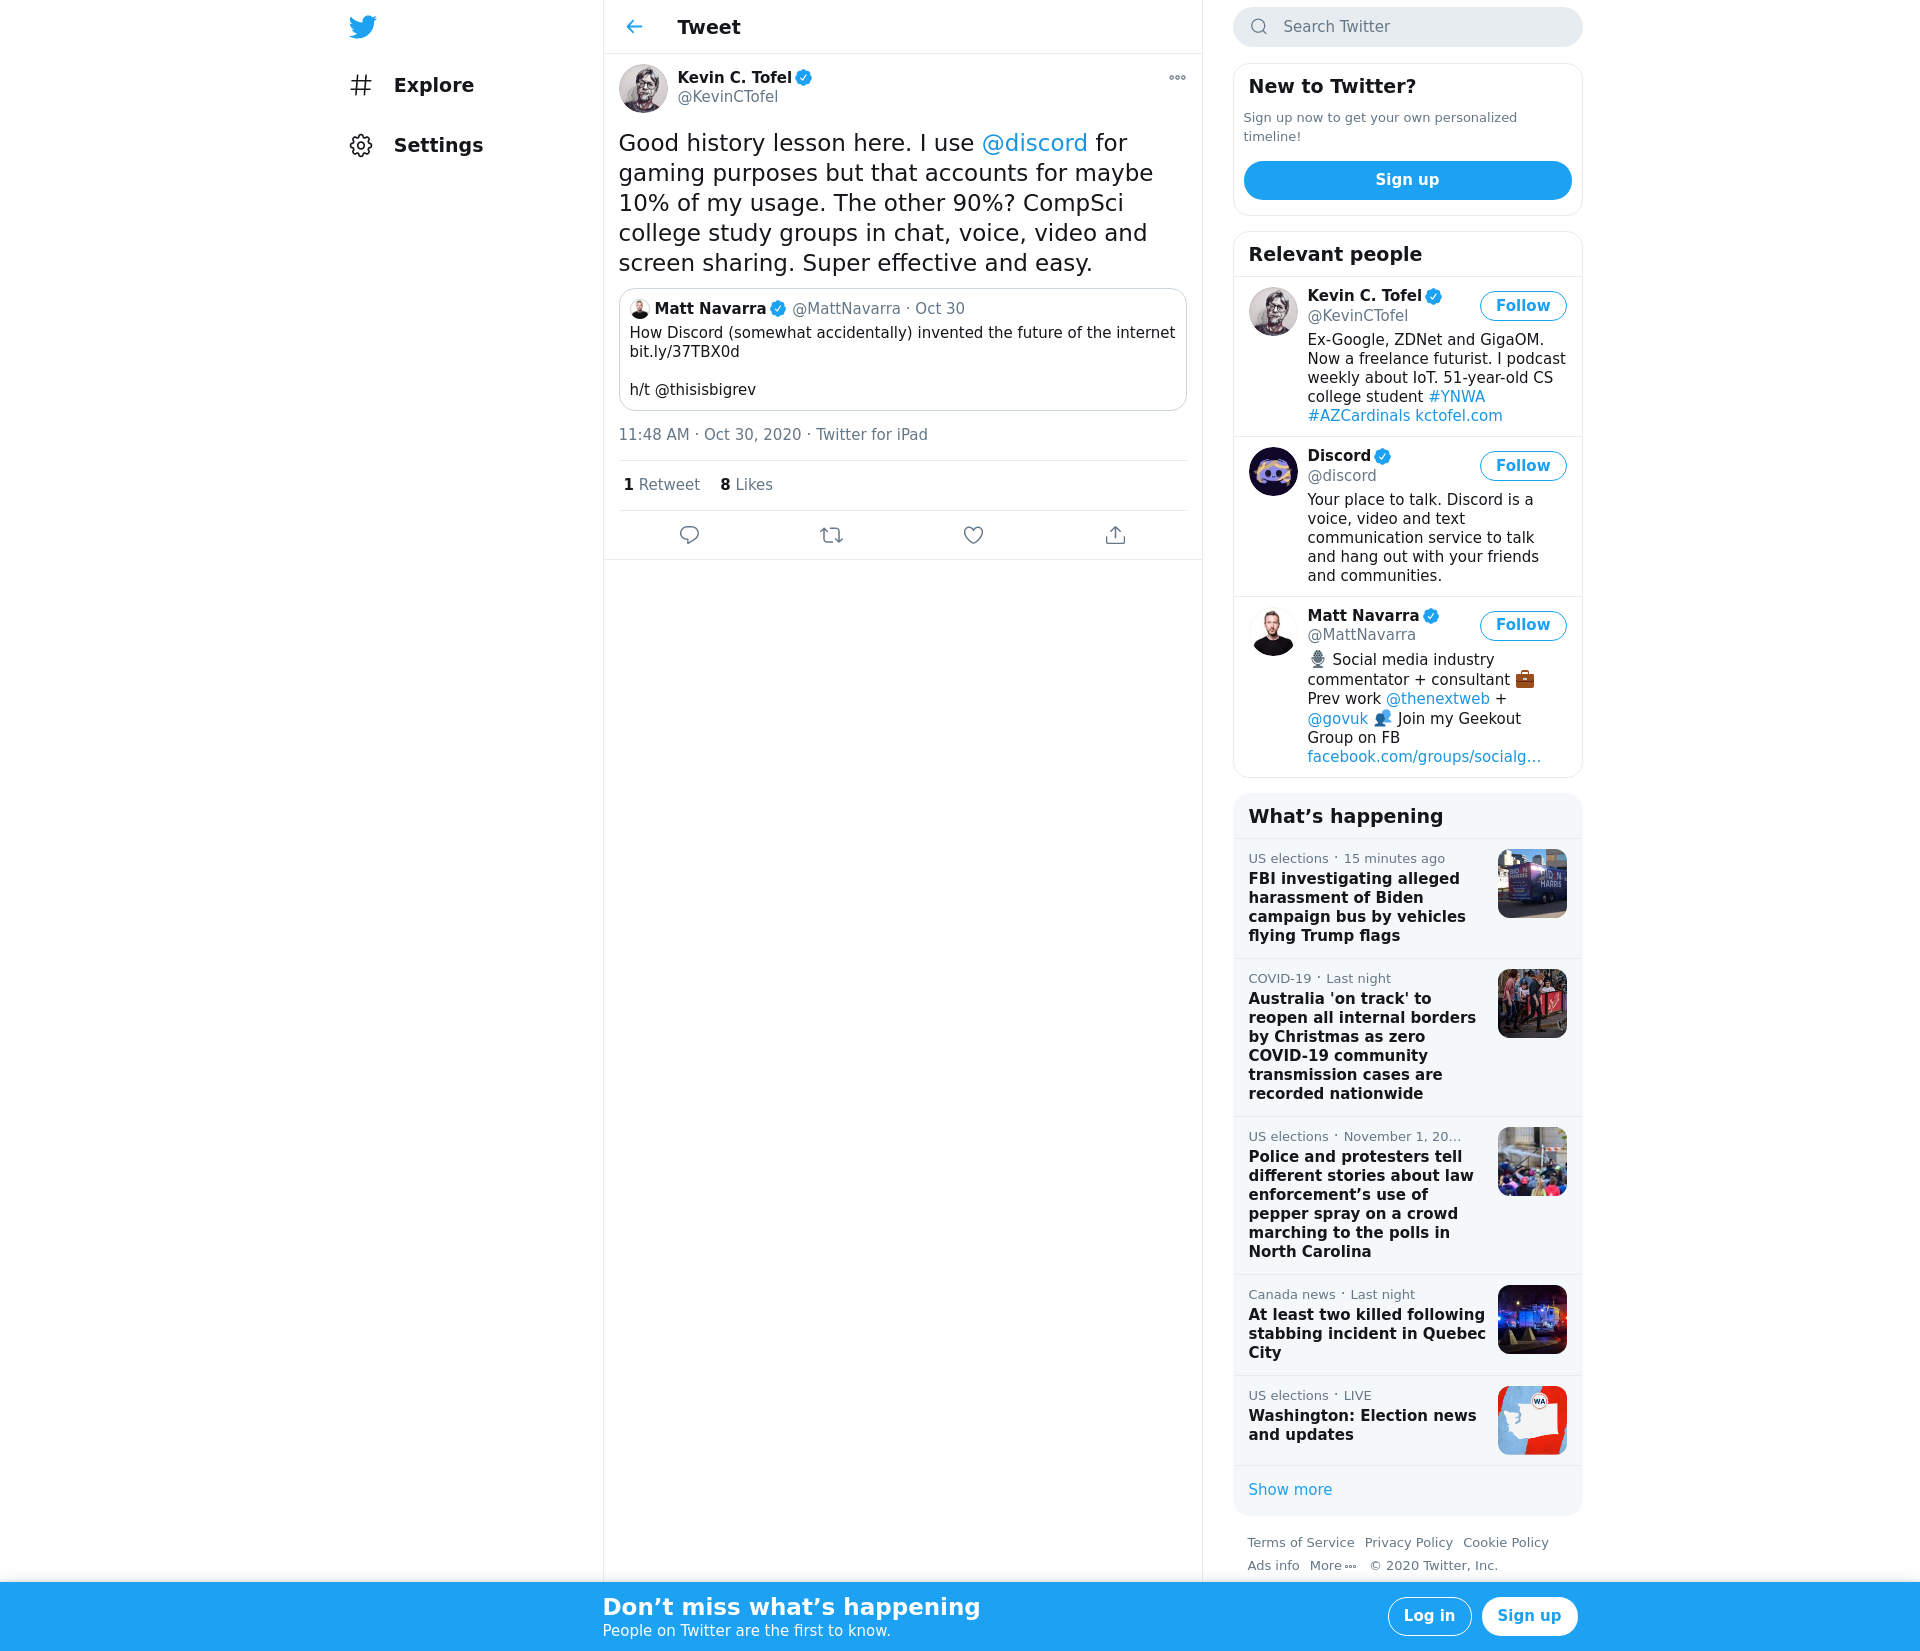 Explore
Settings
Tweet
Kevin C. Tofel
@KevinCTofel
Good history lesson here. I use @discord for
gaming purposes but that accounts for maybe
10% of my usage. The other 90%? CompSci
college study groups in chat, voice, video and
screen sharing. Super effective and easy.
Matt Navarra @MattNavarra · Oct 30
How Discord (somewhat accidentally) invented the future of the internet
bit.ly/37TBX0d
h/t @thisisbigrev
11:48 AM · Oct 30, 2020 · Twitter for iPad
1 Retweet 8 Likes
Search Twitter
New to Twitter?
Sign up now to get your own personalized
timeline!
Sign up
Relevant people
Kevin C. Tofel
@KevinCTofel
Follow
Ex-Google, ZDNet and GigaOM.
Now a freelance futurist. I podcast
weekly about IoT. 51-year-old CS
college student #YNWA
#AZCardinals kctofel.com
Discord
@discord
Follow
Your place to talk. Discord is a
voice, video and text
communication service to talk
and hang out with your friends
and communities.
Matt Navarra
@MattNavarra
Follow
🎙 Social media industry
commentator + consultant 💼
Prev work @thenextweb +
@govuk 👥 Join my Geekout
Group on FB
facebook.com/groups/socialg…
What’s happening
US elections · 15 minutes ago
FBI investigating alleged
harassment of Biden
campaign bus by vehicles
flying Trump flags
BIDEN
HARRIS
COVID-19 · Last night
Australia 'on track' to
reopen all internal borders
by Christmas as zero
COVID-19 community
transmission cases are
recorded nationwide
US elections · November 1, 20…
Police and protesters tell
different stories about law
enforcement’s use of
pepper spray on a crowd
marching to the polls in
North Carolina
Canada news · Last night
At least two killed following
stabbing incident in Quebec
City
US elections · LIVE
Washington: Election news
and updates
WA
Show more
Terms of Service Privacy Policy Cookie Policy
Ads info More © 2020 Twitter, Inc.
Don’t miss what’s happening
People on Twitter are the first to know.
Log in
Sign up